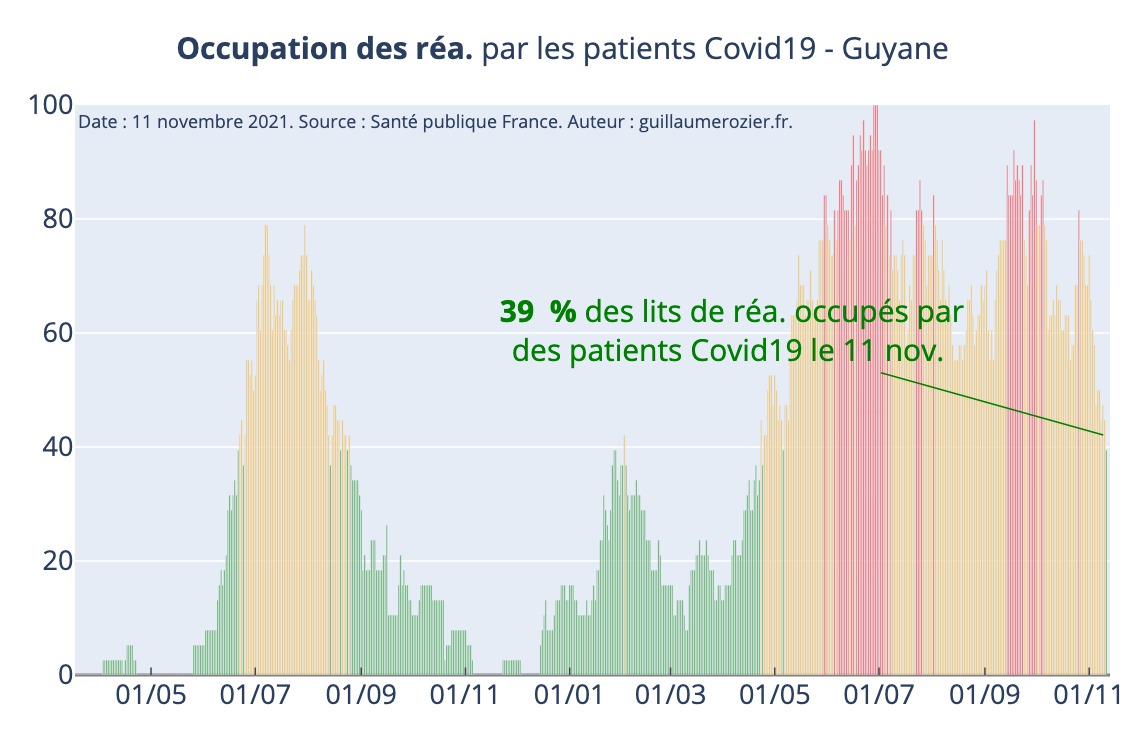 Occupation des réa. par les patients Covid19 - Guyane
100
Date : 11 novembre 2021. Source : Santé publique France. Auteur : guillaumerozier.fr.
80
39  % des lits de réa. occupés par
60
des patients Covid19 le 11 nov.
40
20
0
01/05 01/07 01/09 01/11 01/01 01/03 01/05 01/07 01/09 01/11